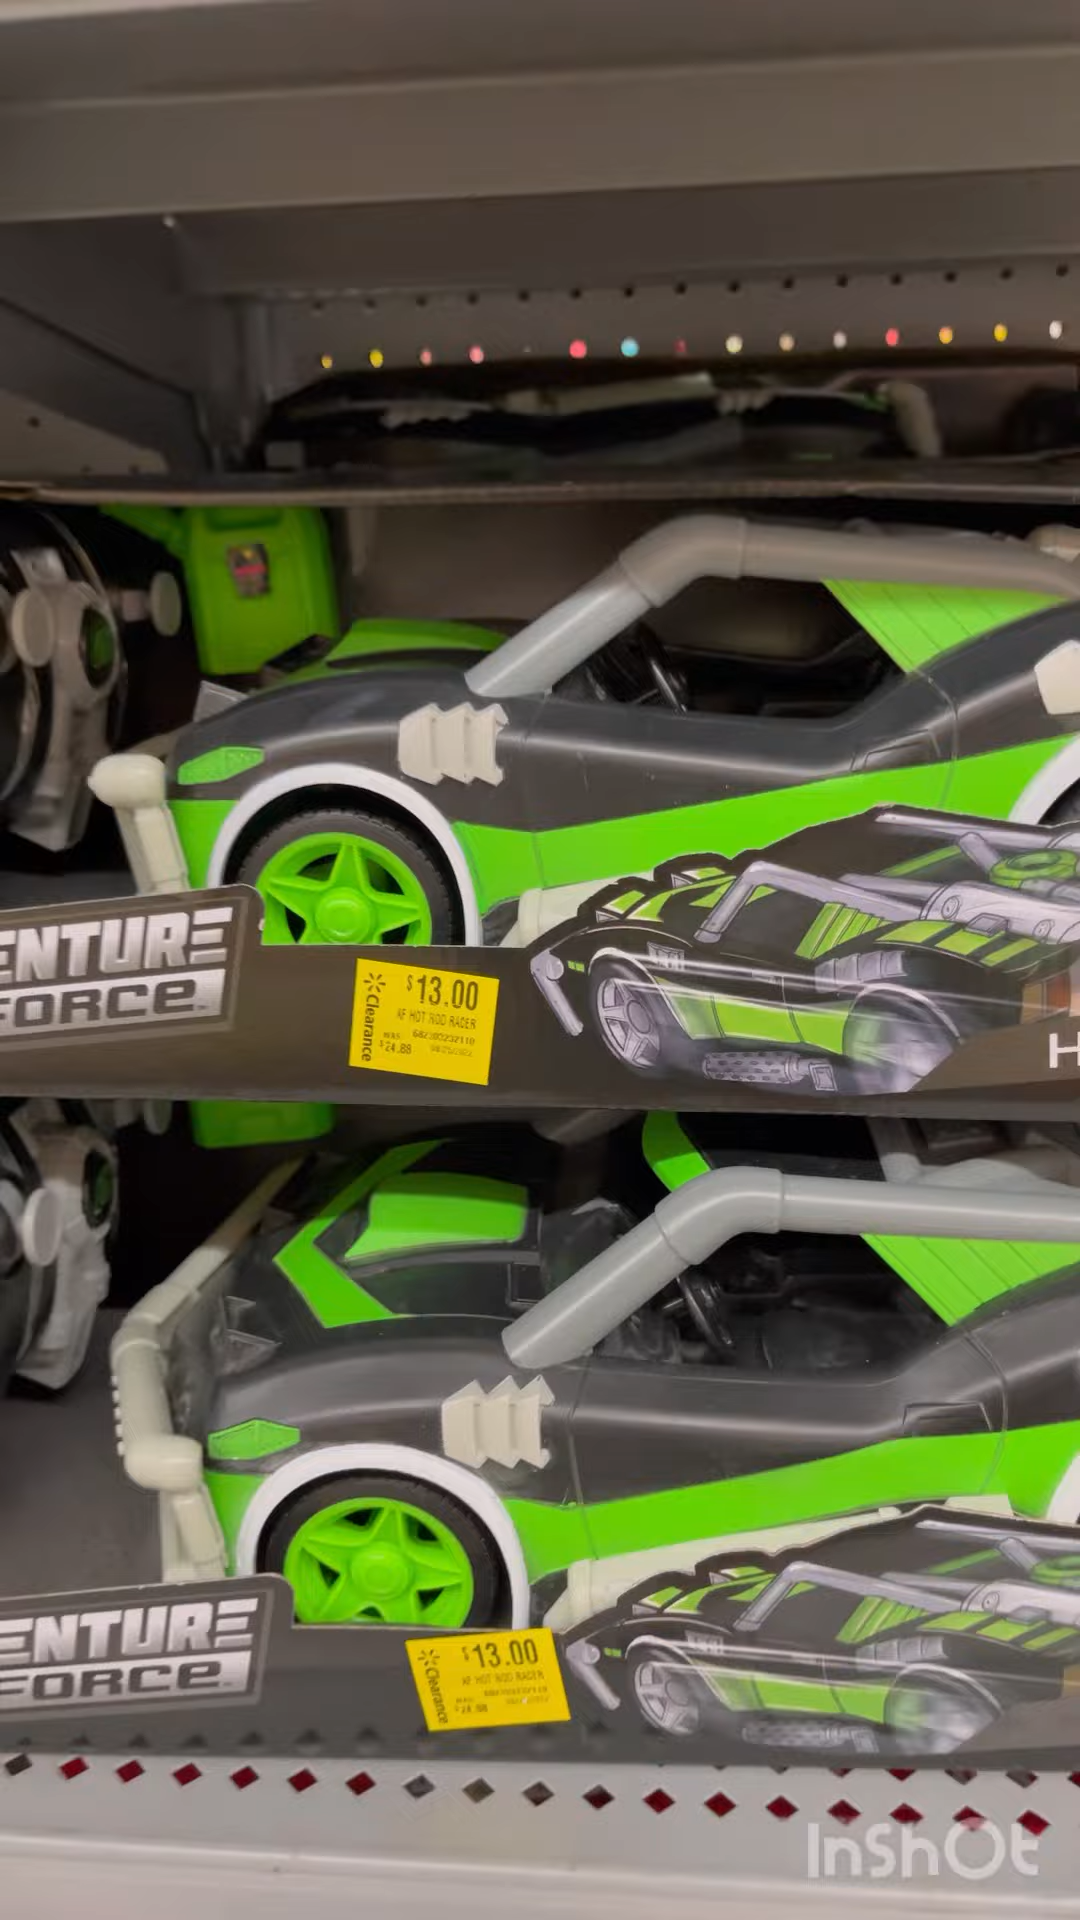 ENTURE
FORCE
Clearance
$13.00
AF HOT ROD RACER
WAS
$24.88
H
ENTURE
FORCE
Clearance
$13.00
AF HOT ROD RACER
$24.88
InShOt